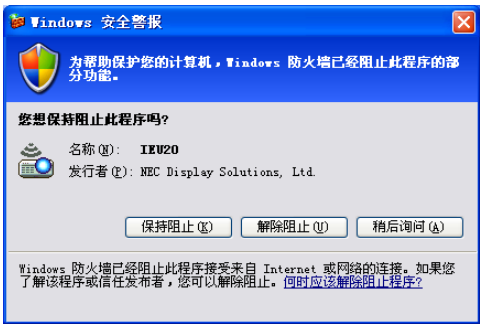 Windows 安全警报
为帮助保护您的计算机，Windows 防火墙已经阻止此程序的部
分功能。
您想保持阻止此程序吗?
名称(N): IEU20
发行者(P): NEC Display Solutions, Ltd.
保持阻止(K) 解除阻止(U) 稍后询问(A)
Windows 防火墙已经阻止此程序接受来自 Internet 或网络的连接。如果您
了解该程序或信任发布者，您可以解除阻止。何时应该解除阻止程序?